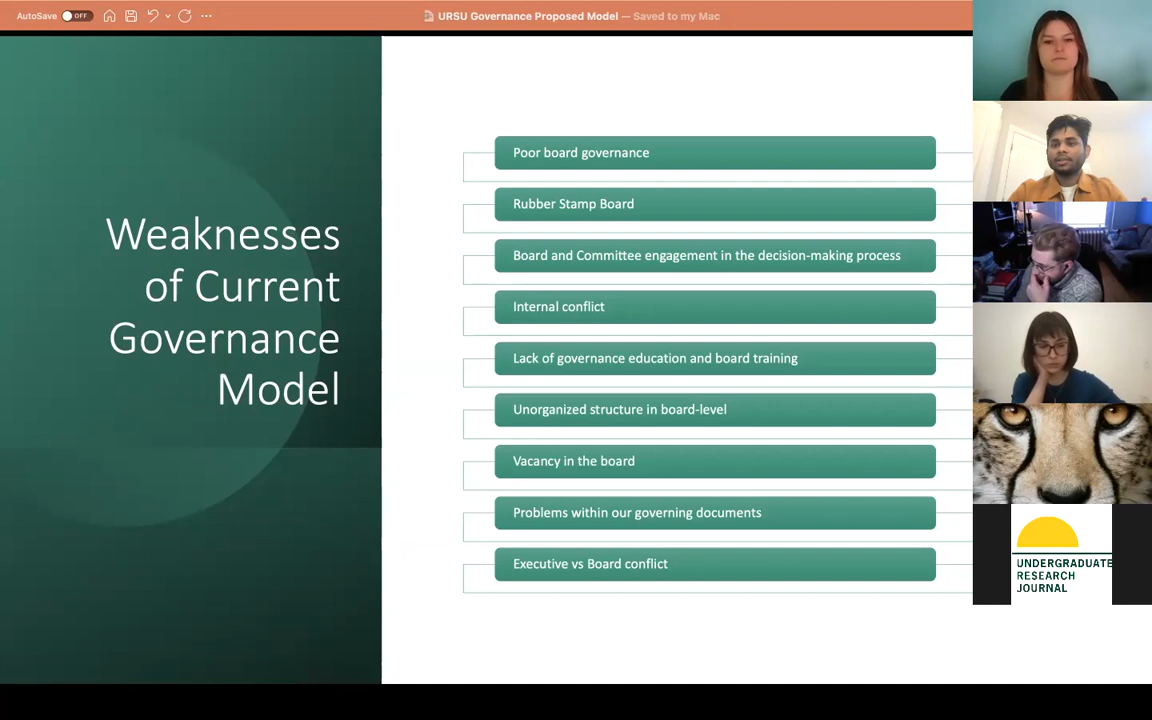 AutoSave OFF
URSU Governance Proposed Model — Saved to my Mac
Weaknesses
of Current
Governance
Model
Poor board governance
Rubber Stamp Board
Board and Committee engagement in the decision-making process
Internal conflict
Lack of governance education and board training
Unorganized structure in board-level
Vacancy in the board
Problems within our governing documents
Executive vs Board conflict
UNDERGRADUATE
RESEARCH
JOURNAL